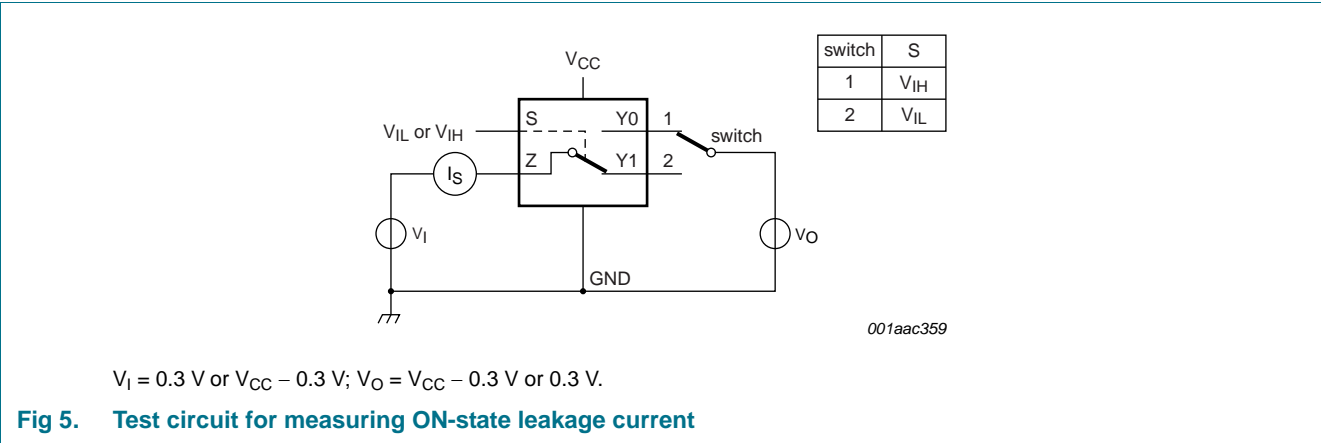 switch S
1 VIH
2 VIL
VCC
S Y0 1
VIL or VIH
switch
Z Y1 2
IS
VI
VO
GND
001aac359
VI = 0.3 V or VCC − 0.3 V; VO = VCC − 0.3 V or 0.3 V.
Fig 5. Test circuit for measuring ON-state leakage current